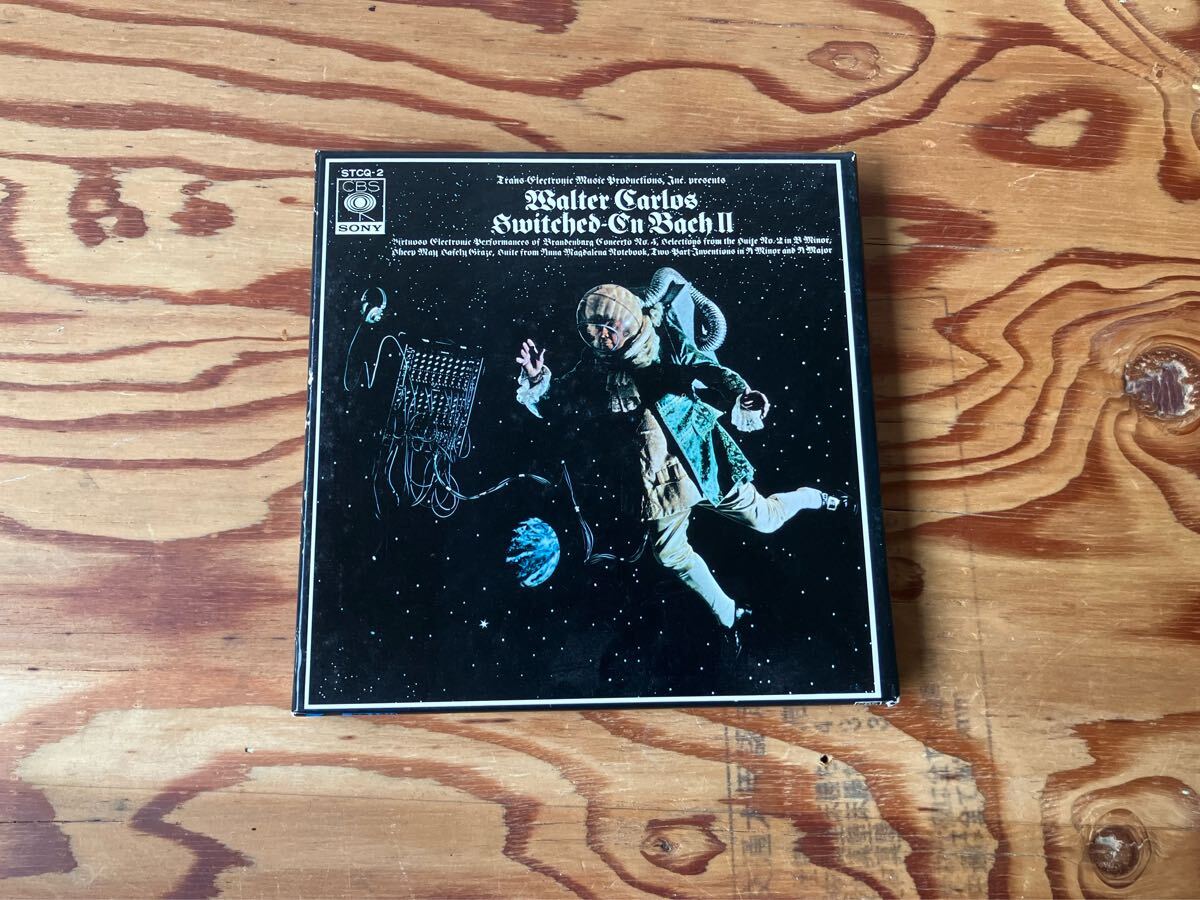 STCQ-2
CBS
SONY
Trans-Electronic Music Productions, Inc. presents
Walter Carlos
Switched-On Bach II
Virtuoso Electronic Performances of Brandenburg Concerto No. 5, Selections from the Suite No. 2 in B Minor,
Sheep May Safely Graze, Suite from Anna Magdalena Notebook, Two-Part Inventions in A Minor and A Major